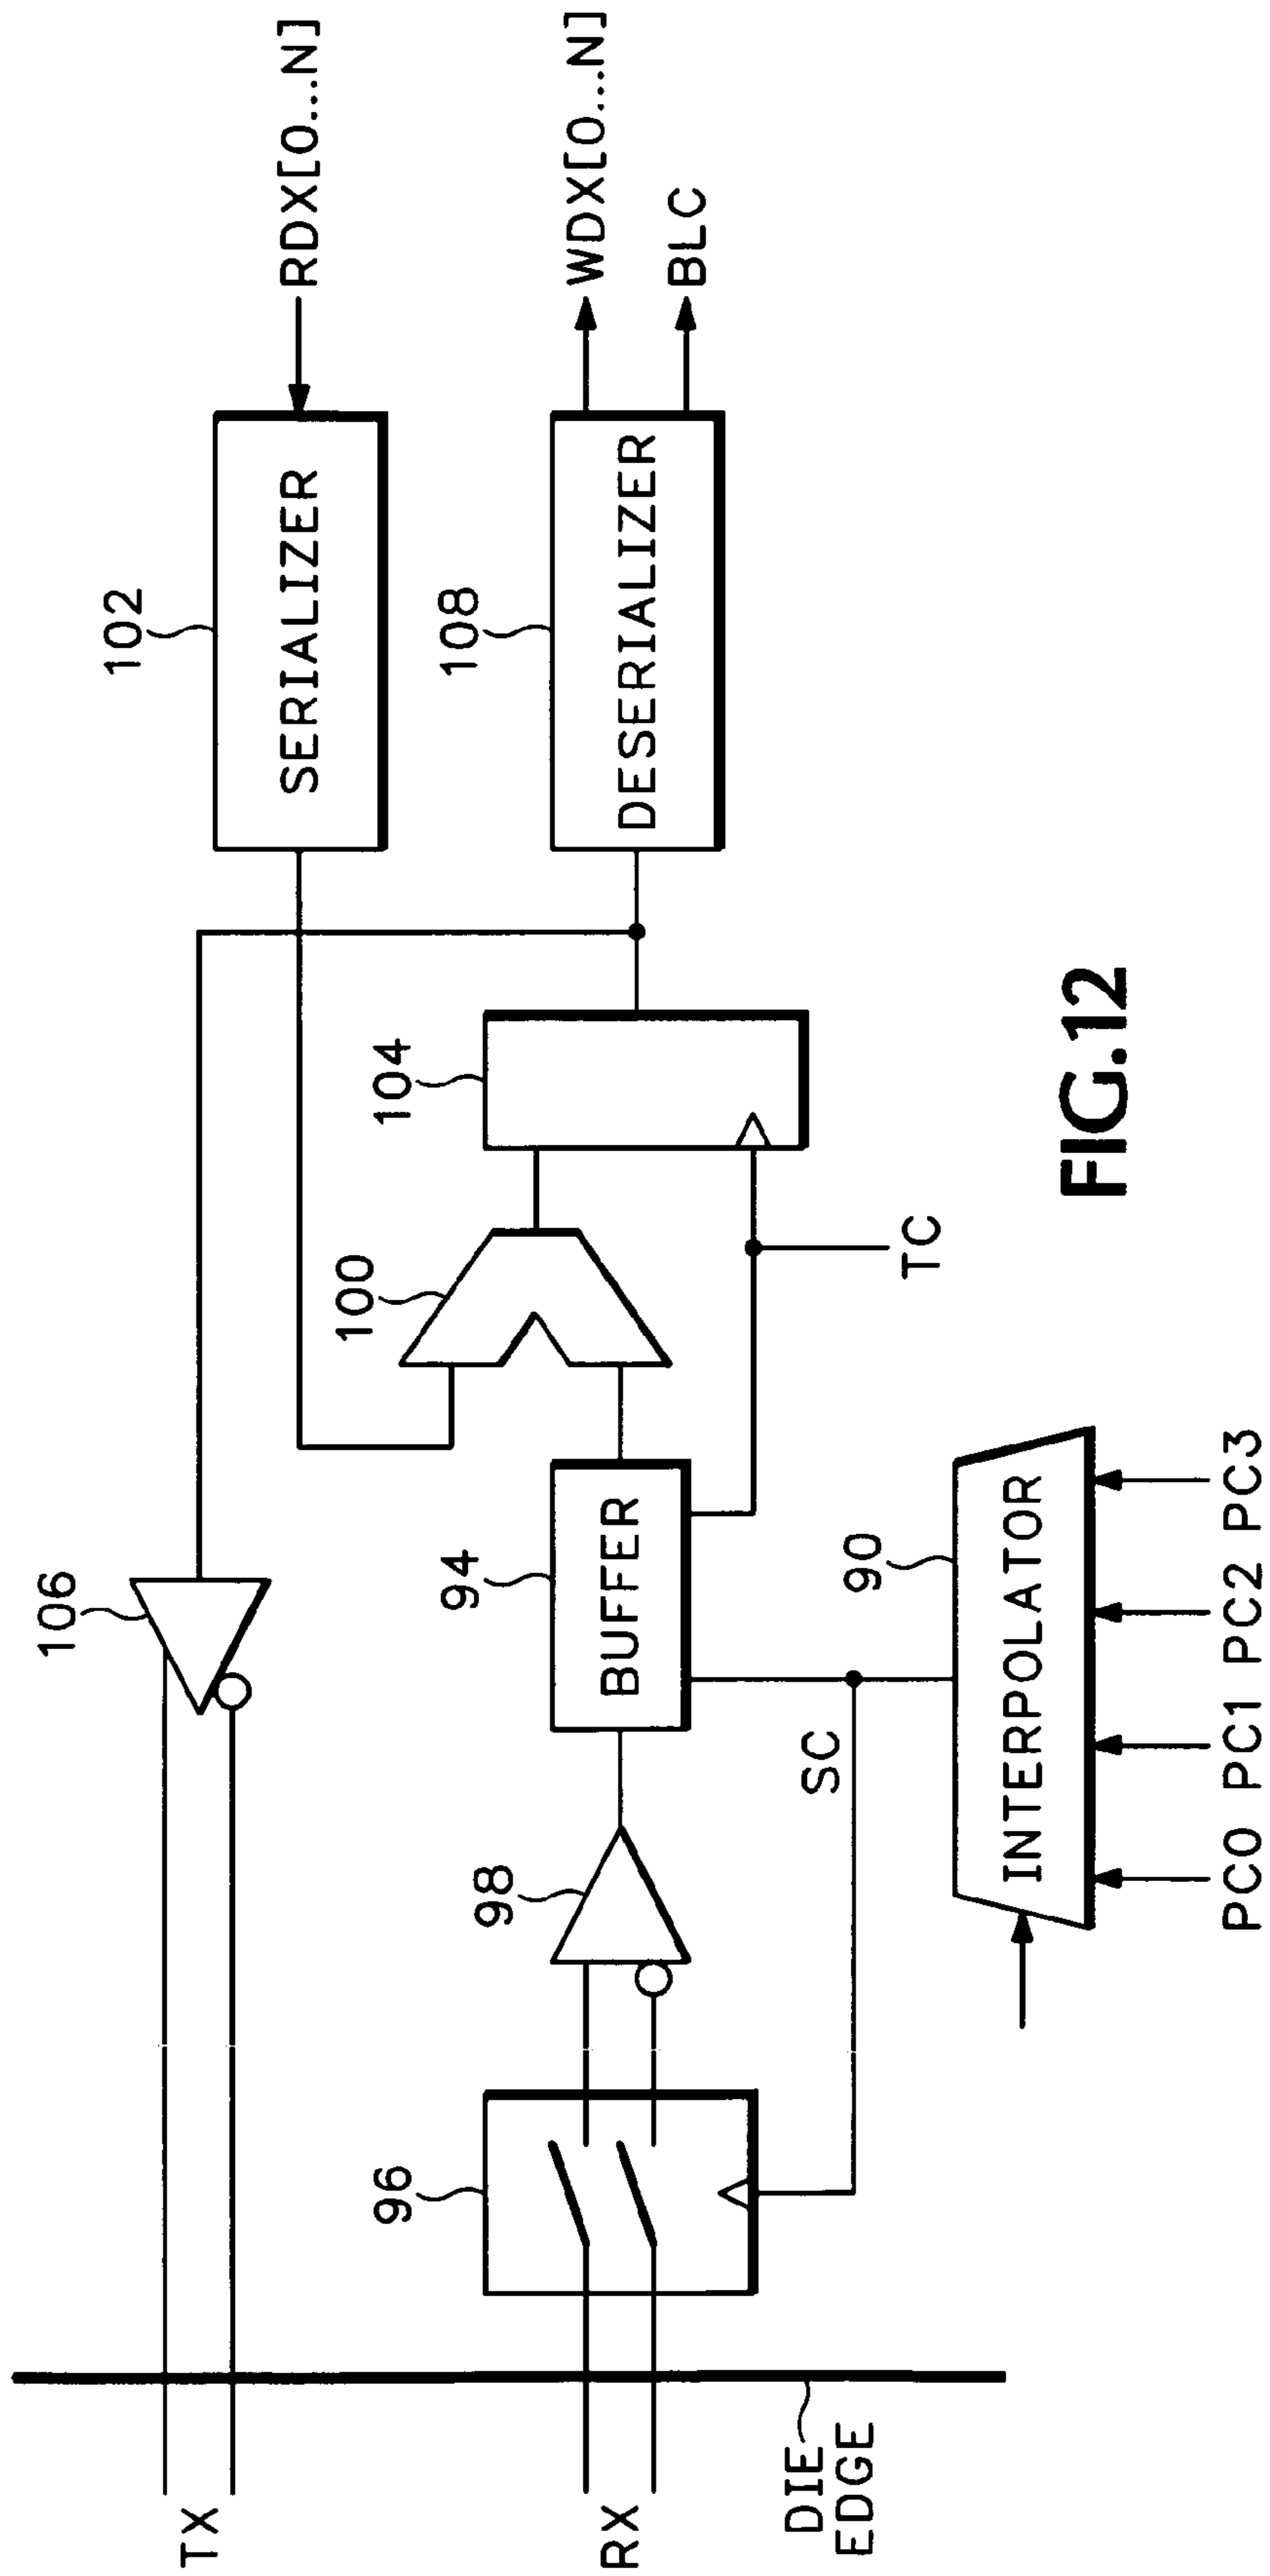 106
TX
102
SERIALIZER
RDX[0...N]
108
DESERIALIZER
WDX[0...N]
BLC
104
100
94
BUFFER
98
96
RX
TC
SC
90
INTERPOLATOR
PC0 PC1 PC2 PC3
DIE
EDGE
FIG.12